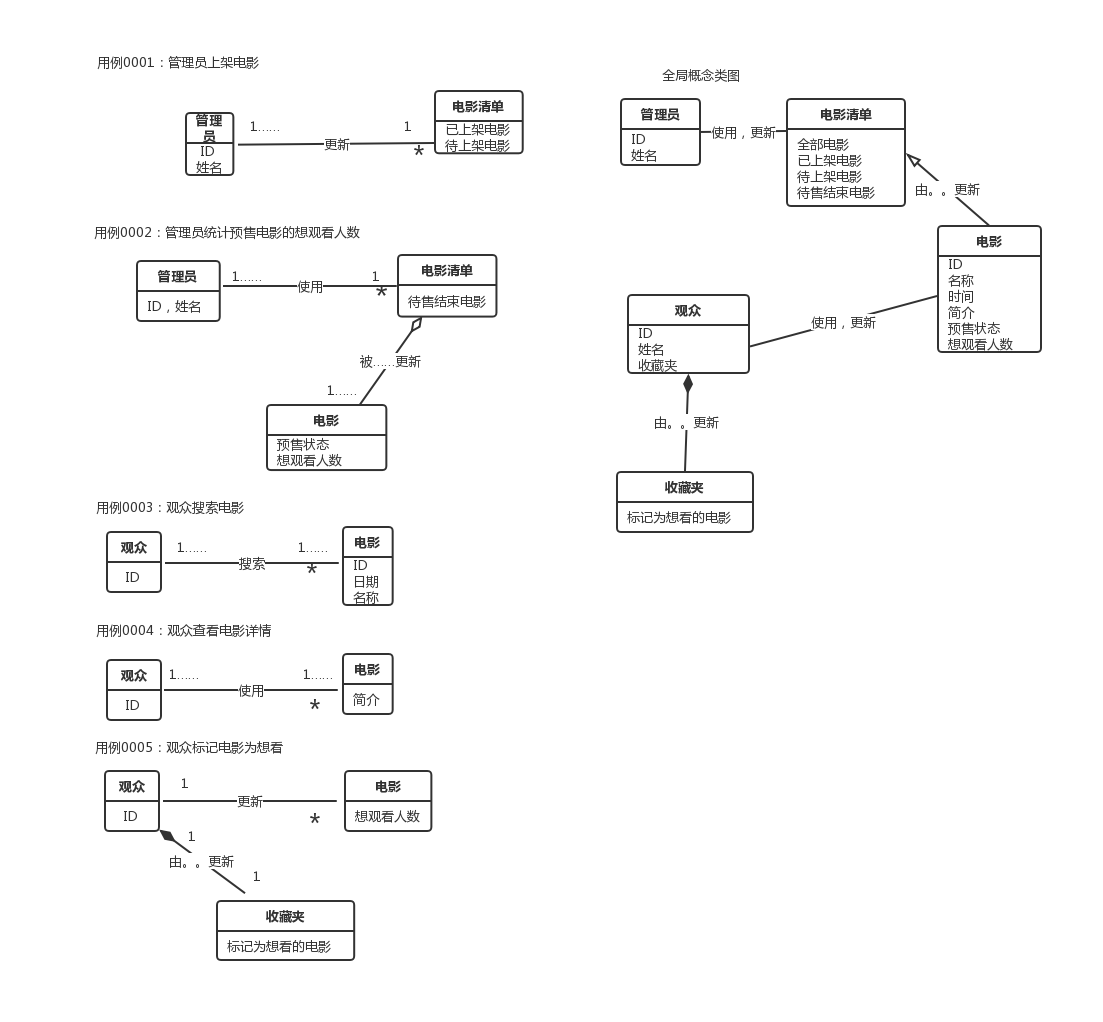 用例0001：管理员上架电影
管理
员
ID
姓名
1......
更新
1
*
电影清单
已上架电影
待上架电影
用例0002：管理员统计预售电影的想观看人数
管理员
ID，姓名
1......
使用
1
*
电影清单
待售结束电影
被......更新
1......
电影
预售状态
想观看人数
用例0003：观众搜索电影
观众
ID
1......
搜索
1......
*
电影
ID
日期
名称
用例0004：观众查看电影详情
观众
ID
1......
使用
1......
*
电影
简介
用例0005：观众标记电影为想看
观众
ID
1
更新
*
电影
想观看人数
1
由。。更新
1
收藏夹
标记为想看的电影
全局概念类图
管理员
ID
姓名
使用，更新
电影清单
全部电影
已上架电影
待上架电影
待售结束电影
由。。更新
电影
ID
名称
时间
简介
预售状态
想观看人数
使用，更新
观众
ID
姓名
收藏夹
由。。更新
收藏夹
标记为想看的电影